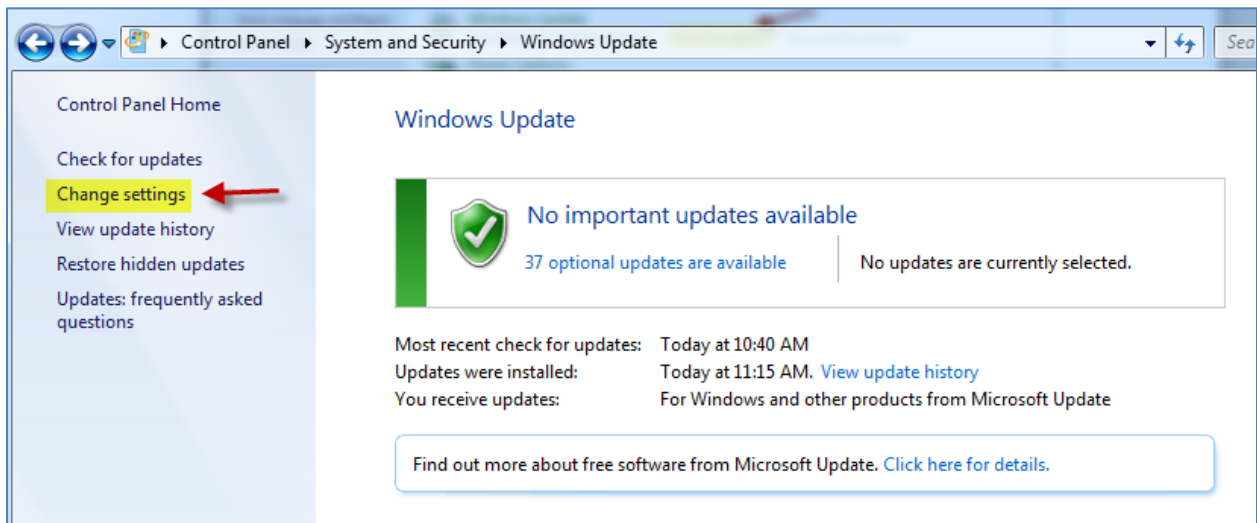 Control Panel ▸ System and Security ▸ Windows Update
Sea
Control Panel Home
Check for updates
Change settings
View update history
Restore hidden updates
Updates: frequently asked
questions
Windows Update
No important updates available
37 optional updates are available
No updates are currently selected.
Most recent check for updates: Today at 10:40 AM
Updates were installed: Today at 11:15 AM. View update history
You receive updates: For Windows and other products from Microsoft Update
Find out more about free software from Microsoft Update. Click here for details.